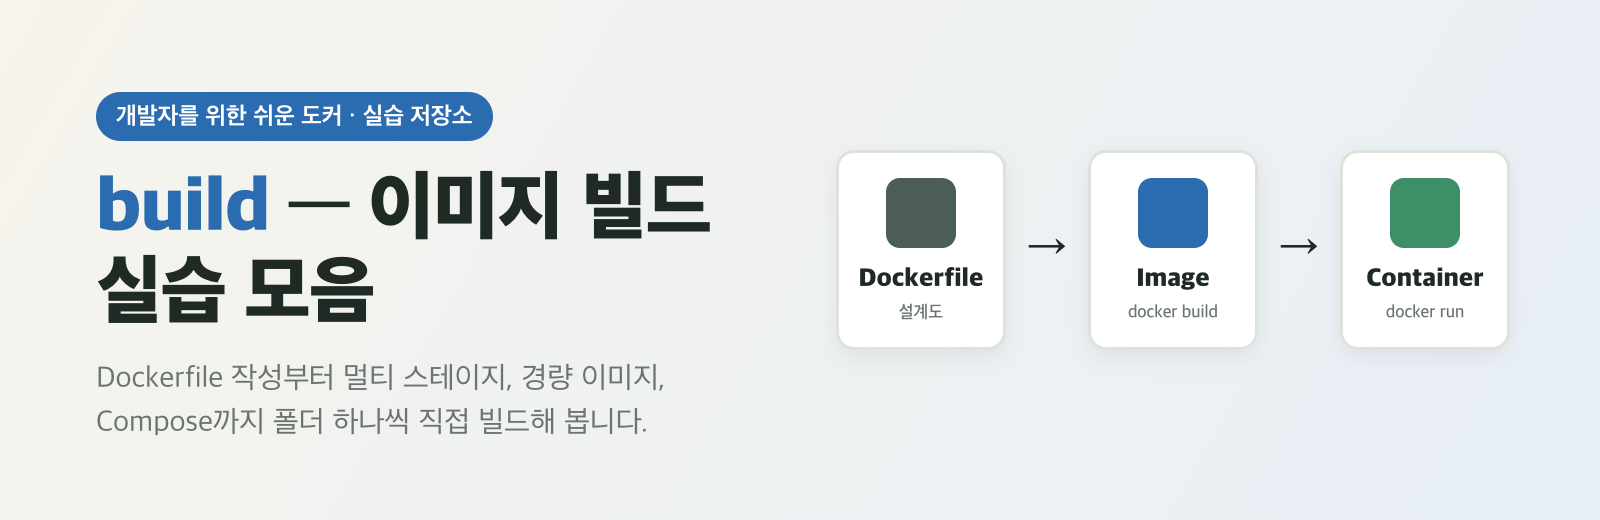 개발자를 위한 쉬운 도커 · 실습 저장소
build — 이미지 빌드
실습 모음
Dockerfile 작성부터 멀티 스테이지, 경량 이미지,
Compose까지 폴더 하나씩 직접 빌드해 봅니다.
Dockerfile
설계도
→
Image
docker build
→
Container
docker run